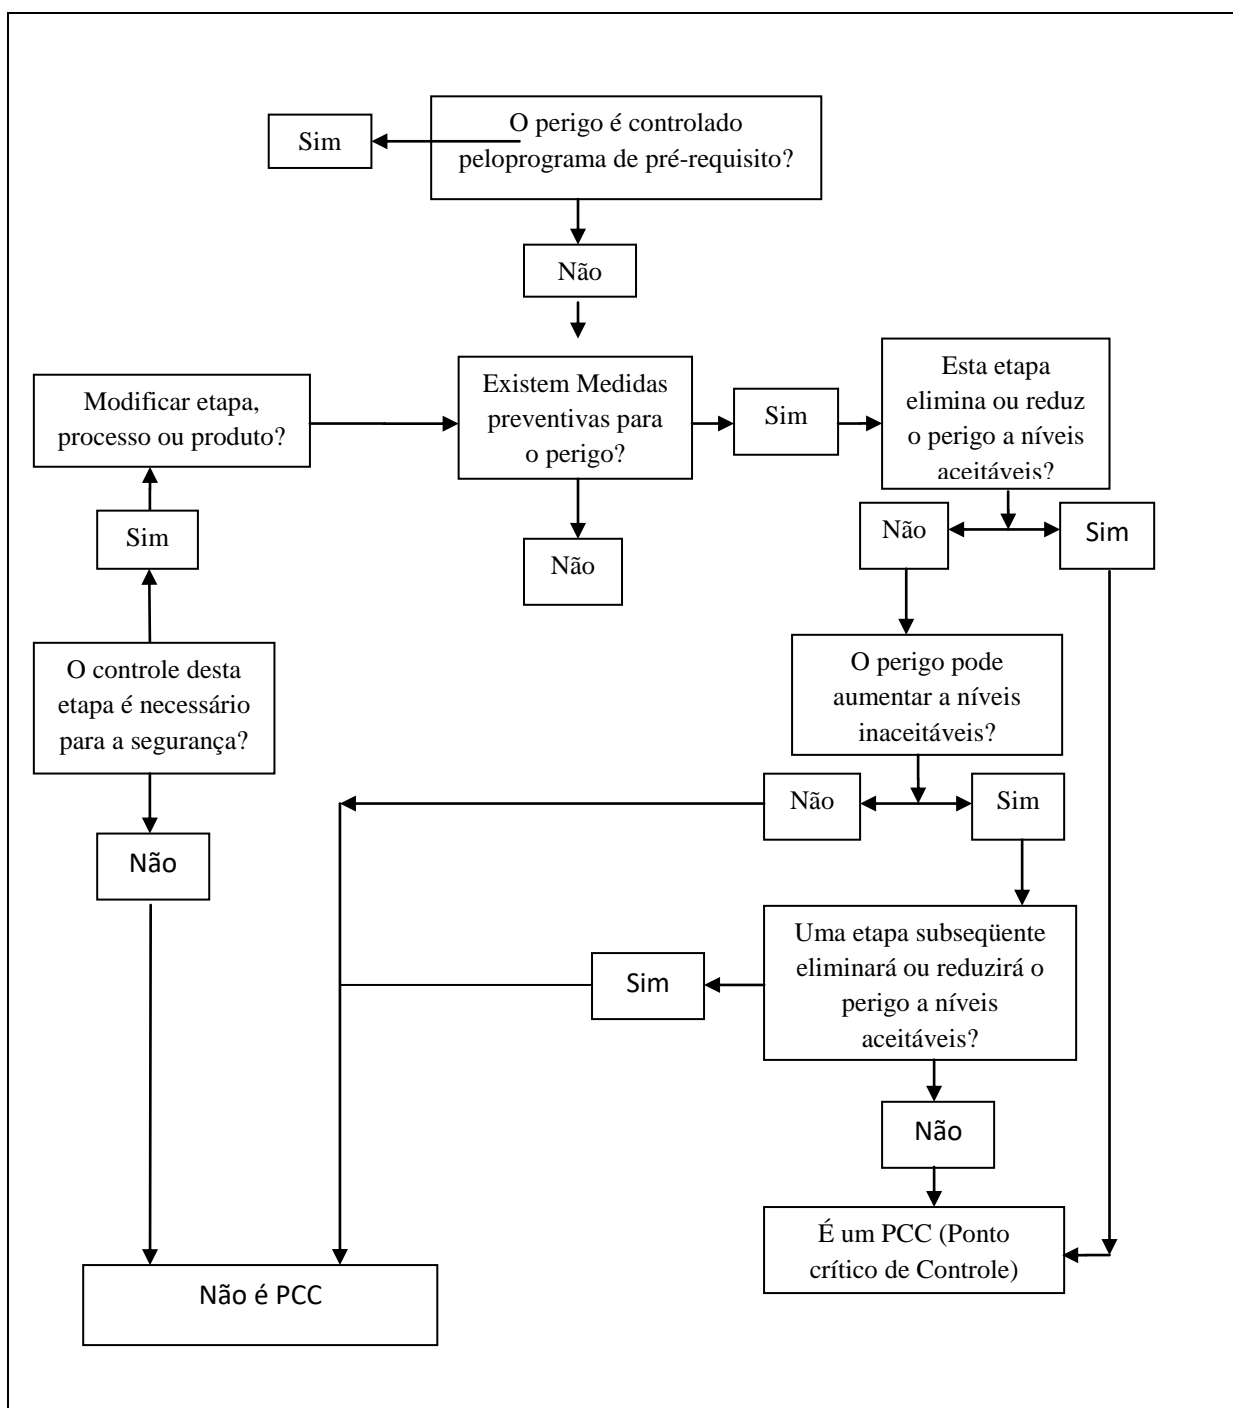 O perigo é controlado
peloprograma de pré-requisito?
Sim
Não
Existem Medidas
preventivas para
o perigo?
Sim
Esta etapa
elimina ou reduz
o perigo a níveis
aceitáveis?
Modificar etapa,
processo ou produto?
Sim
Não
Não
Sim
O controle desta
etapa é necessário
para a segurança?
O perigo pode
aumentar a níveis
inaceitáveis?
Não
Sim
Não
Uma etapa subseqüente
eliminará ou reduzirá o
perigo a níveis
aceitáveis?
Sim
Não
É um PCC (Ponto
crítico de Controle)
Não é PCC